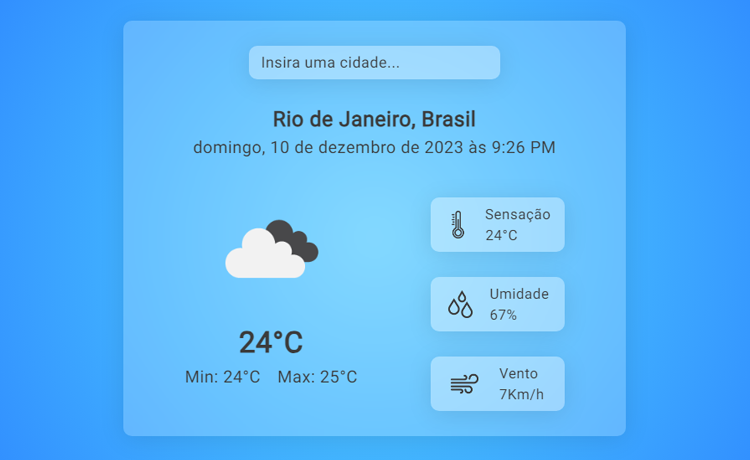 Insira uma cidade...
Rio de Janeiro, Brasil
domingo, 10 de dezembro de 2023 às 9:26 PM
Sensação
24°C
Umidade
67%
24°C
Min: 24°C Max: 25°C
Vento
7Km/h